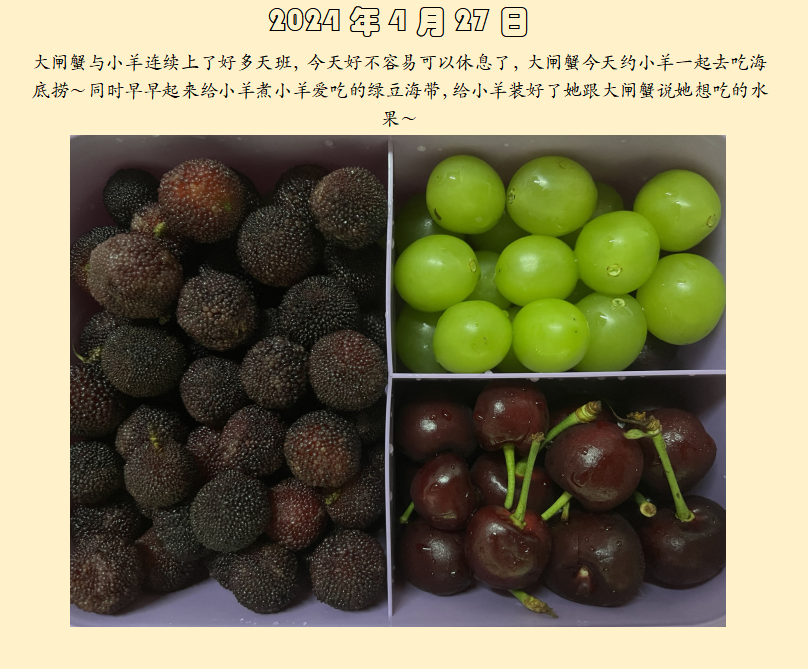 2024 年 4 月 27 日
大闸蟹与小羊连续上了好多天班，今天好不容易可以休息了，大闸蟹今天约小羊一起去吃海
底捞～同时早早起来给小羊煮小羊爱吃的绿豆海带，给小羊装好了她跟大闸蟹说她想吃的水
果～